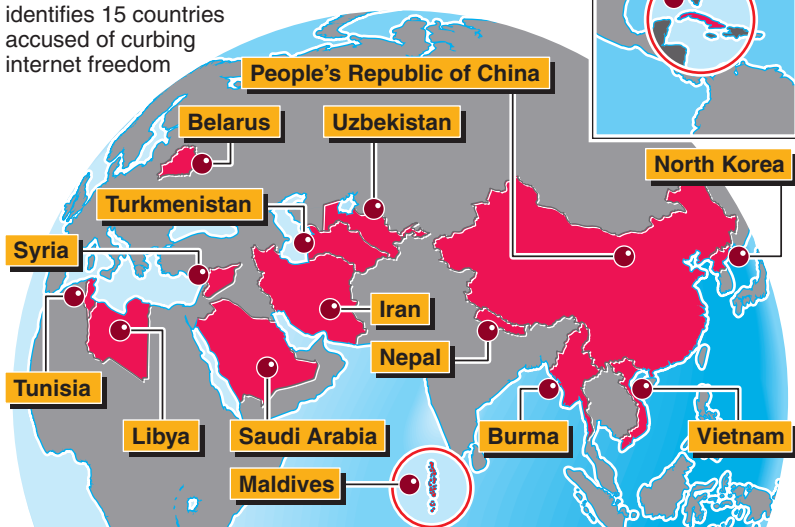 identifies 15 countries
accused of curbing
internet freedom
People's Republic of China
Belarus
Uzbekistan
North Korea
Turkmenistan
Syria
Iran
Nepal
Tunisia
Libya
Saudi Arabia
Burma
Vietnam
Maldives